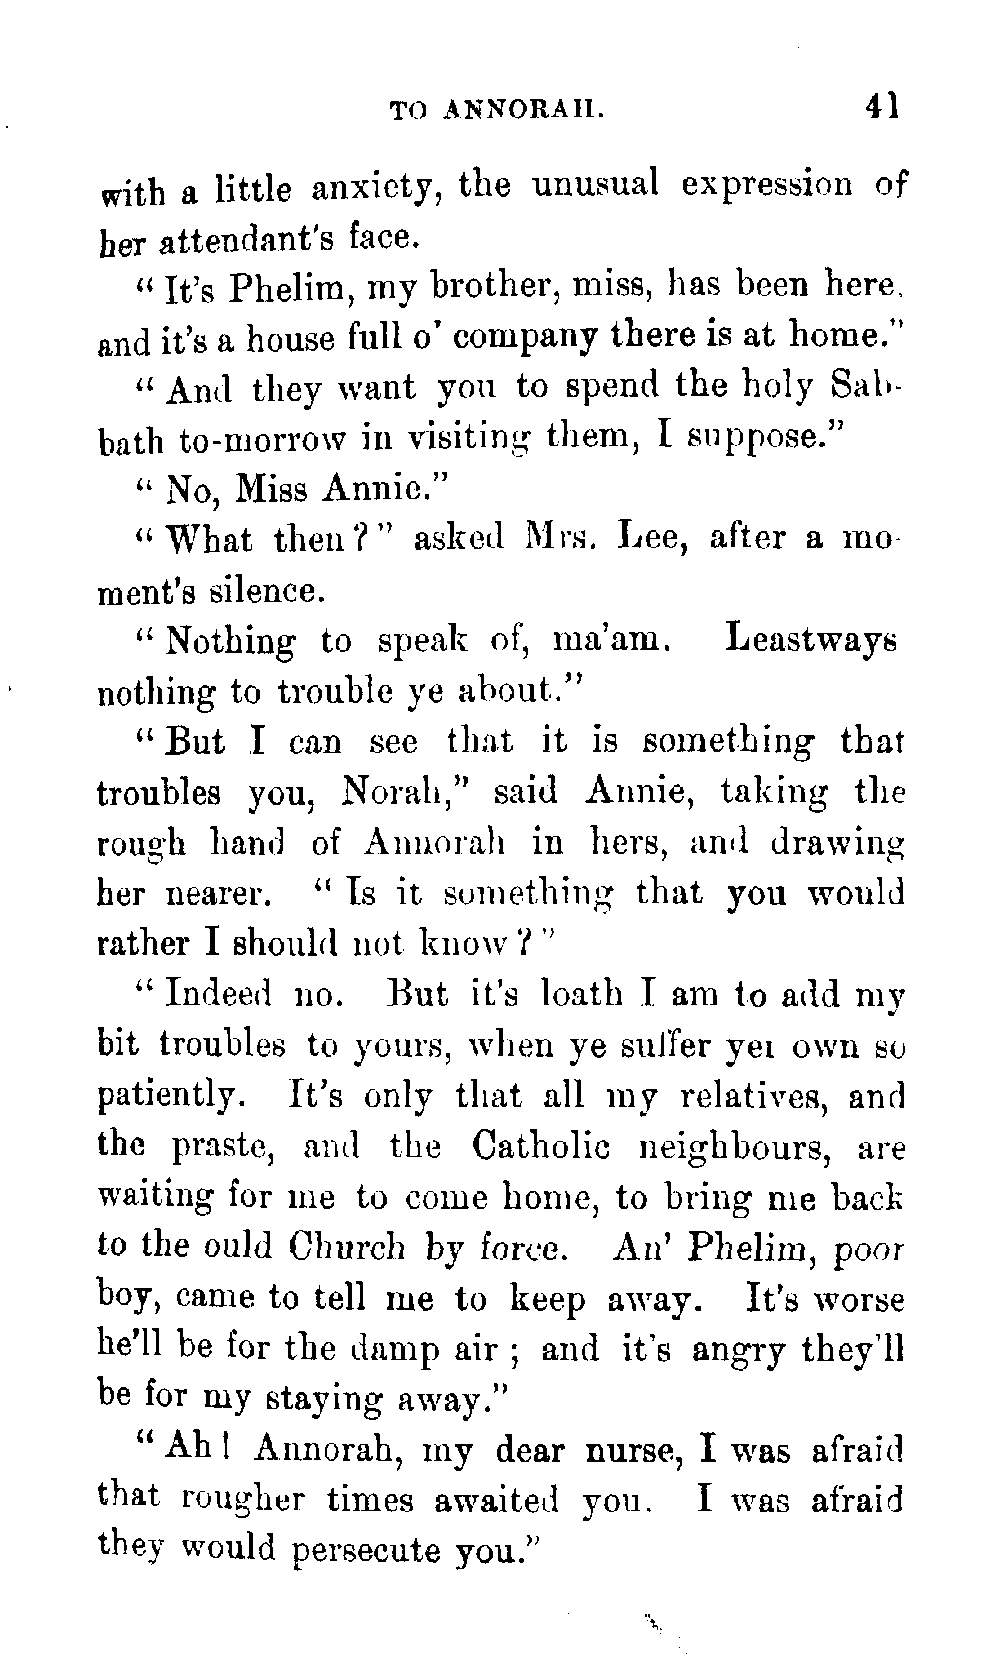 TO ANNORAH. 41
with a little anxiety, the unusual expression of
her attendant's face.
" It's Phelim, my brother, miss, has been here,
and it's a house full o' company there is at home."
" And they want you to spend the holy Sab-
bath to-morrow in visiting them, I suppose."
" No, Miss Annie."
" What then ? " asked Mrs. Lee, after a mo-
ment's silence.
" Nothing to speak of, ma'am. Leastways
nothing to trouble ye about."
" But I can see that it is something that
troubles you, Norah," said Annie, taking the
rough hand of Annorah in hers, and drawing
her nearer. " Is it something that you would
rather I should not know ? "
" Indeed no. But it's loath I am to add my
bit troubles to yours, when ye suffer yer own so
patiently. It's only that all my relatives, and
the praste, and the Catholic neighbours, are
waiting for me to come home, to bring me back
to the ould Church by force. An' Phelim, poor
boy, came to tell me to keep away. It's worse
he'll be for the damp air ; and it's angry they'll
be for my staying away."
" Ah ! Annorah, my dear nurse, I was afraid
that rougher times awaited you. I was afraid
they would persecute you."